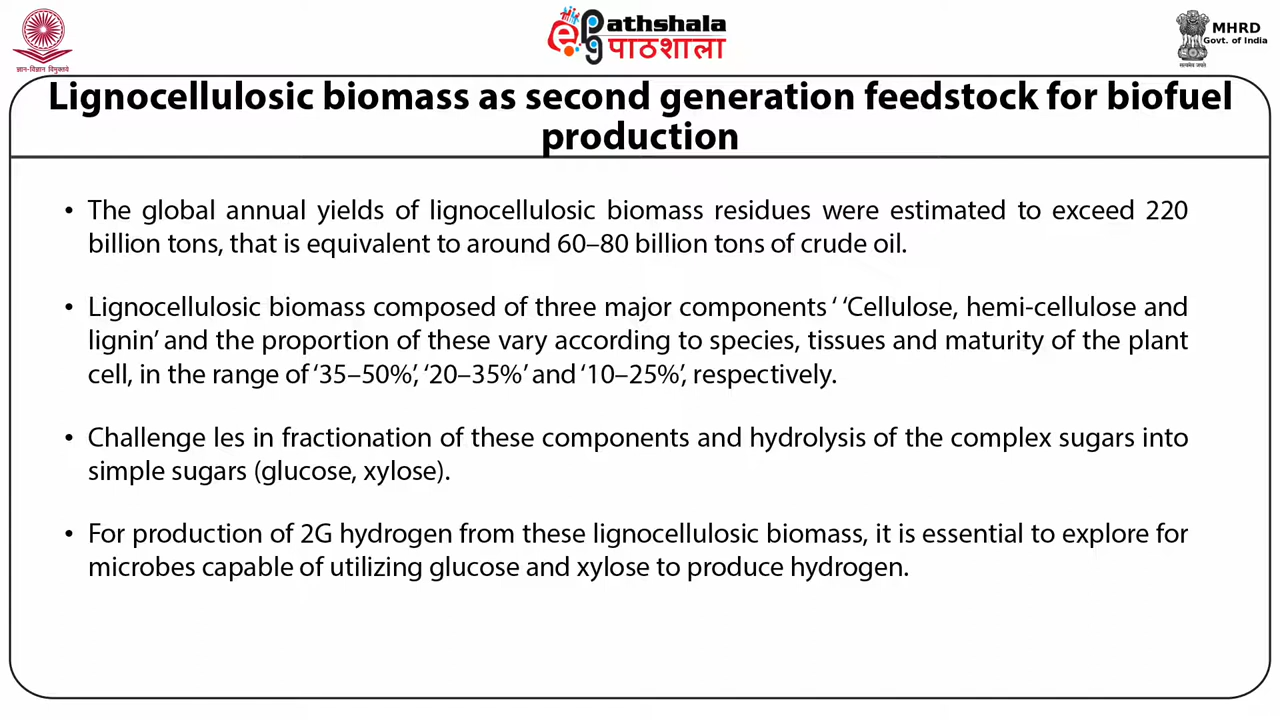 ज्ञान-विज्ञान विमुक्तये
ePathshala
पाठशाला
MHRD
Govt. of India
सत्यमेव जयते
Lignocellulosic biomass as second generation feedstock for biofuel
production
• The global annual yields of lignocellulosic biomass residues were estimated to exceed 220
billion tons, that is equivalent to around 60–80 billion tons of crude oil.
• Lignocellulosic biomass composed of three major components ‘ ‘Cellulose, hemi-cellulose and
lignin’ and the proportion of these vary according to species, tissues and maturity of the plant
cell, in the range of ‘35–50%’, ‘20–35%’ and ‘10–25%’, respectively.
• Challenge les in fractionation of these components and hydrolysis of the complex sugars into
simple sugars (glucose, xylose).
• For production of 2G hydrogen from these lignocellulosic biomass, it is essential to explore for
microbes capable of utilizing glucose and xylose to produce hydrogen.